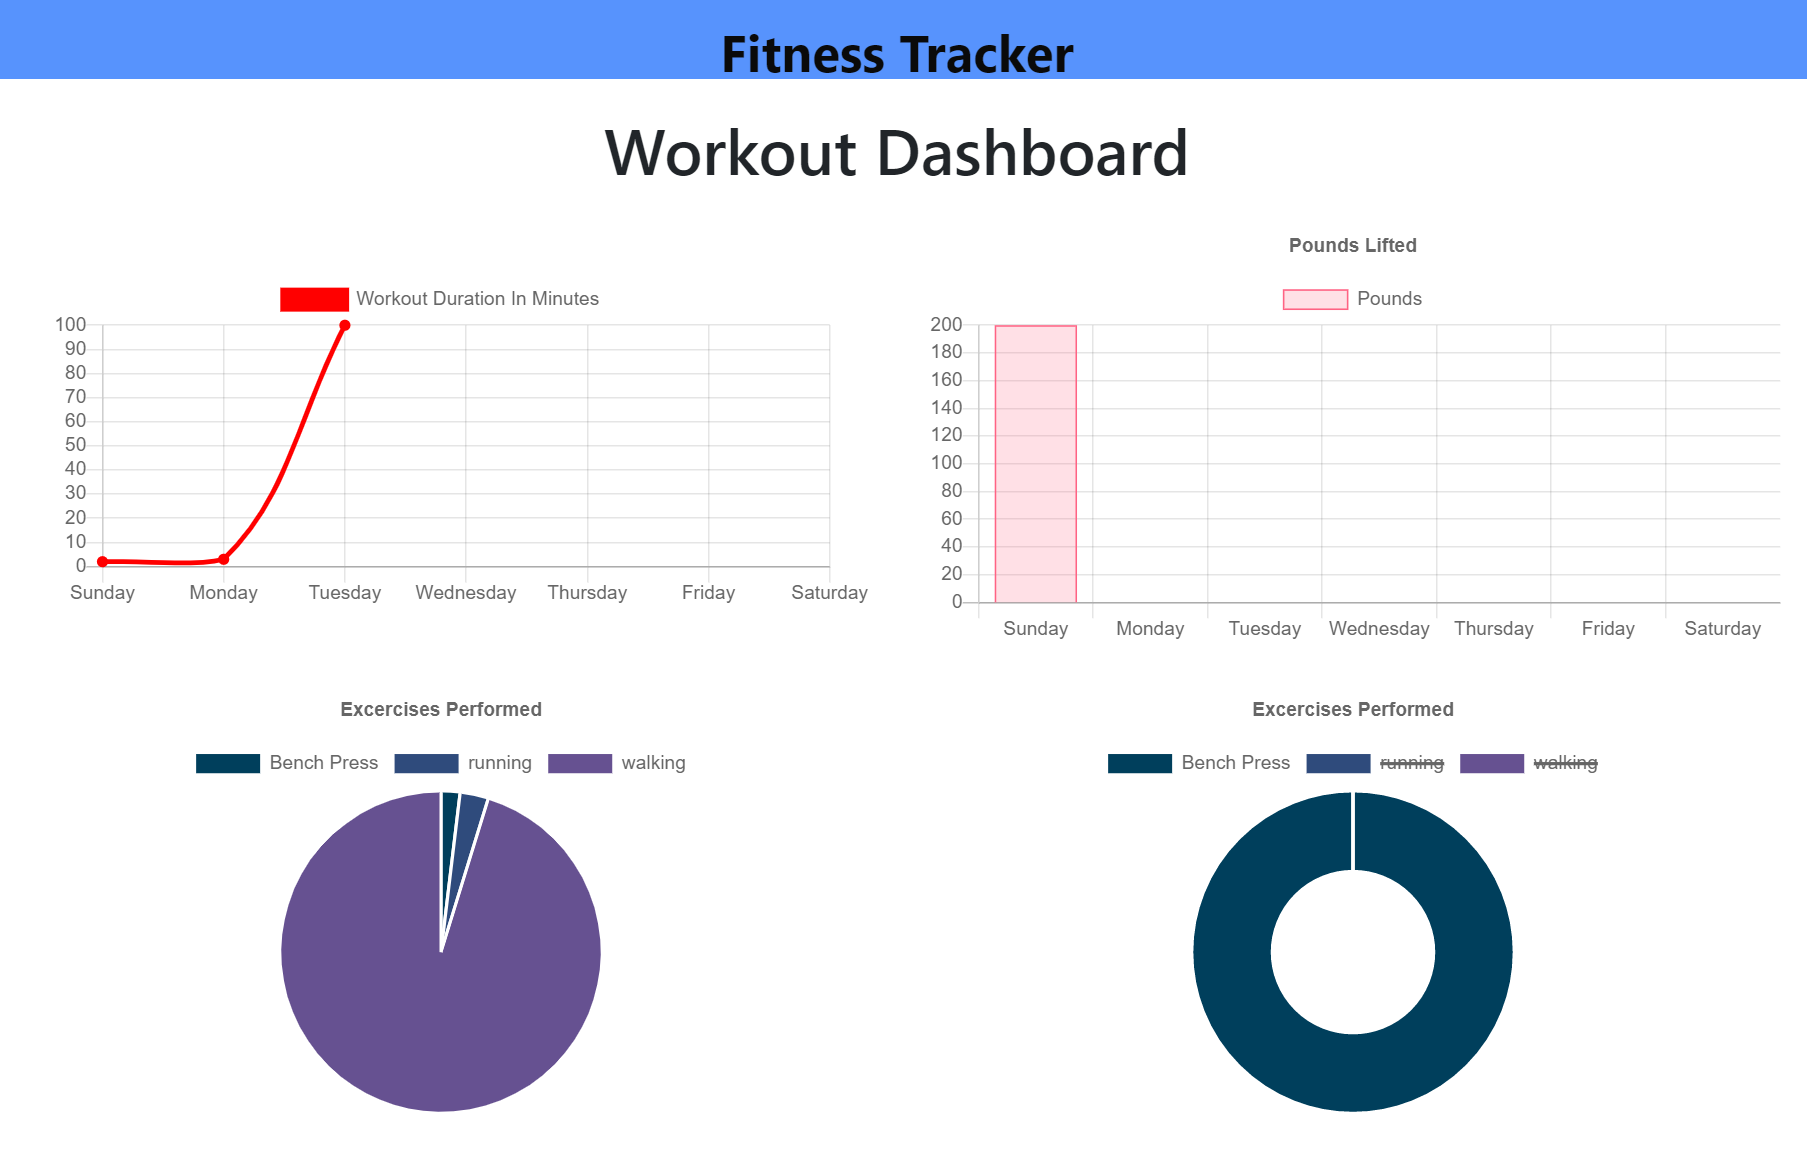 Fitness Tracker
Workout Dashboard
Workout Duration In Minutes
100
90
80
70
60
50
40
30
20
10
0
Sunday Monday Tuesday Wednesday Thursday Friday Saturday
Pounds Lifted
Pounds
200
180
160
140
120
100
80
60
40
20
0
Sunday Monday Tuesday Wednesday Thursday Friday Saturday
Excercises Performed
Bench Press running walking
Excercises Performed
Bench Press running walking